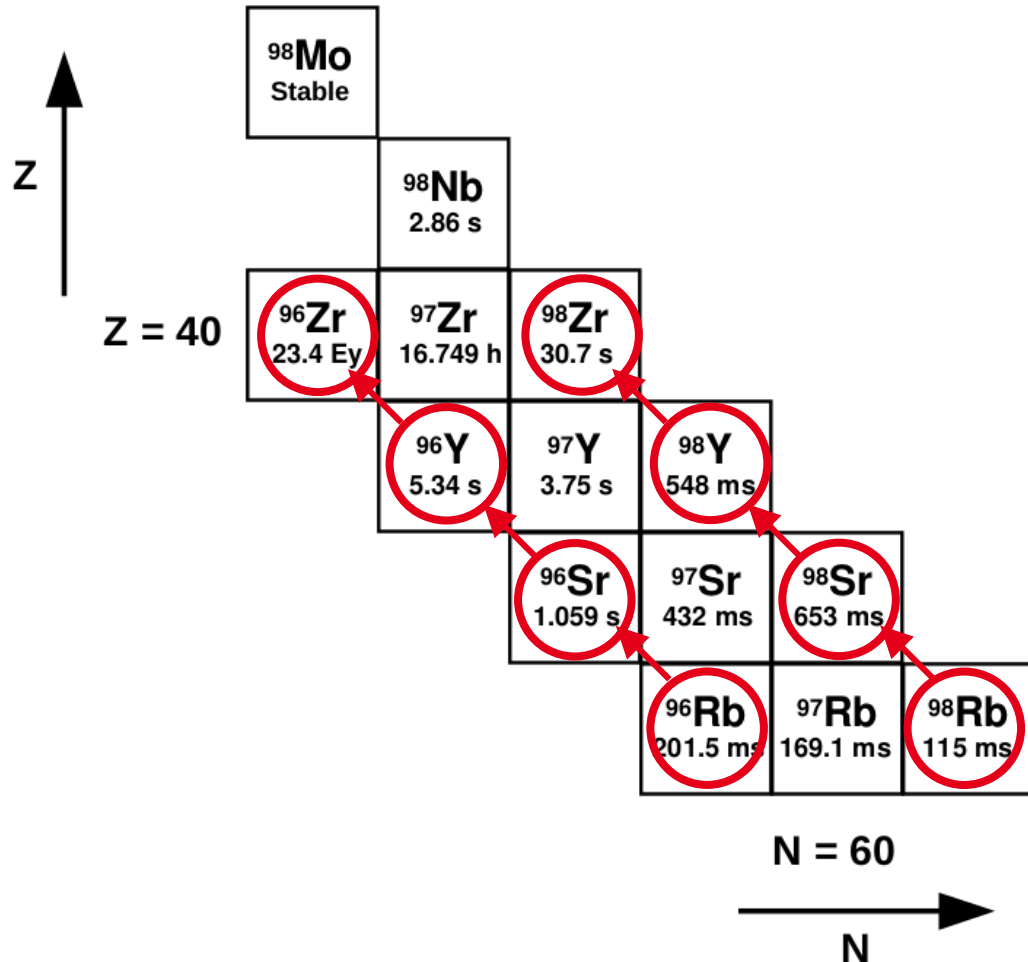 ⁹⁸Mo
Stable
Z
⁹⁸Nb
2.86 s
Z = 40
⁹⁶Zr
23.4 Ey
⁹⁷Zr
16.749 h
⁹⁸Zr
30.7 s
⁹⁶Y
5.34 s
⁹⁷Y
3.75 s
⁹⁸Y
548 ms
⁹⁶Sr
1.059 s
⁹⁷Sr
432 ms
⁹⁸Sr
653 ms
⁹⁶Rb
201.5 ms
⁹⁷Rb
169.1 ms
⁹⁸Rb
115 ms
N = 60
N